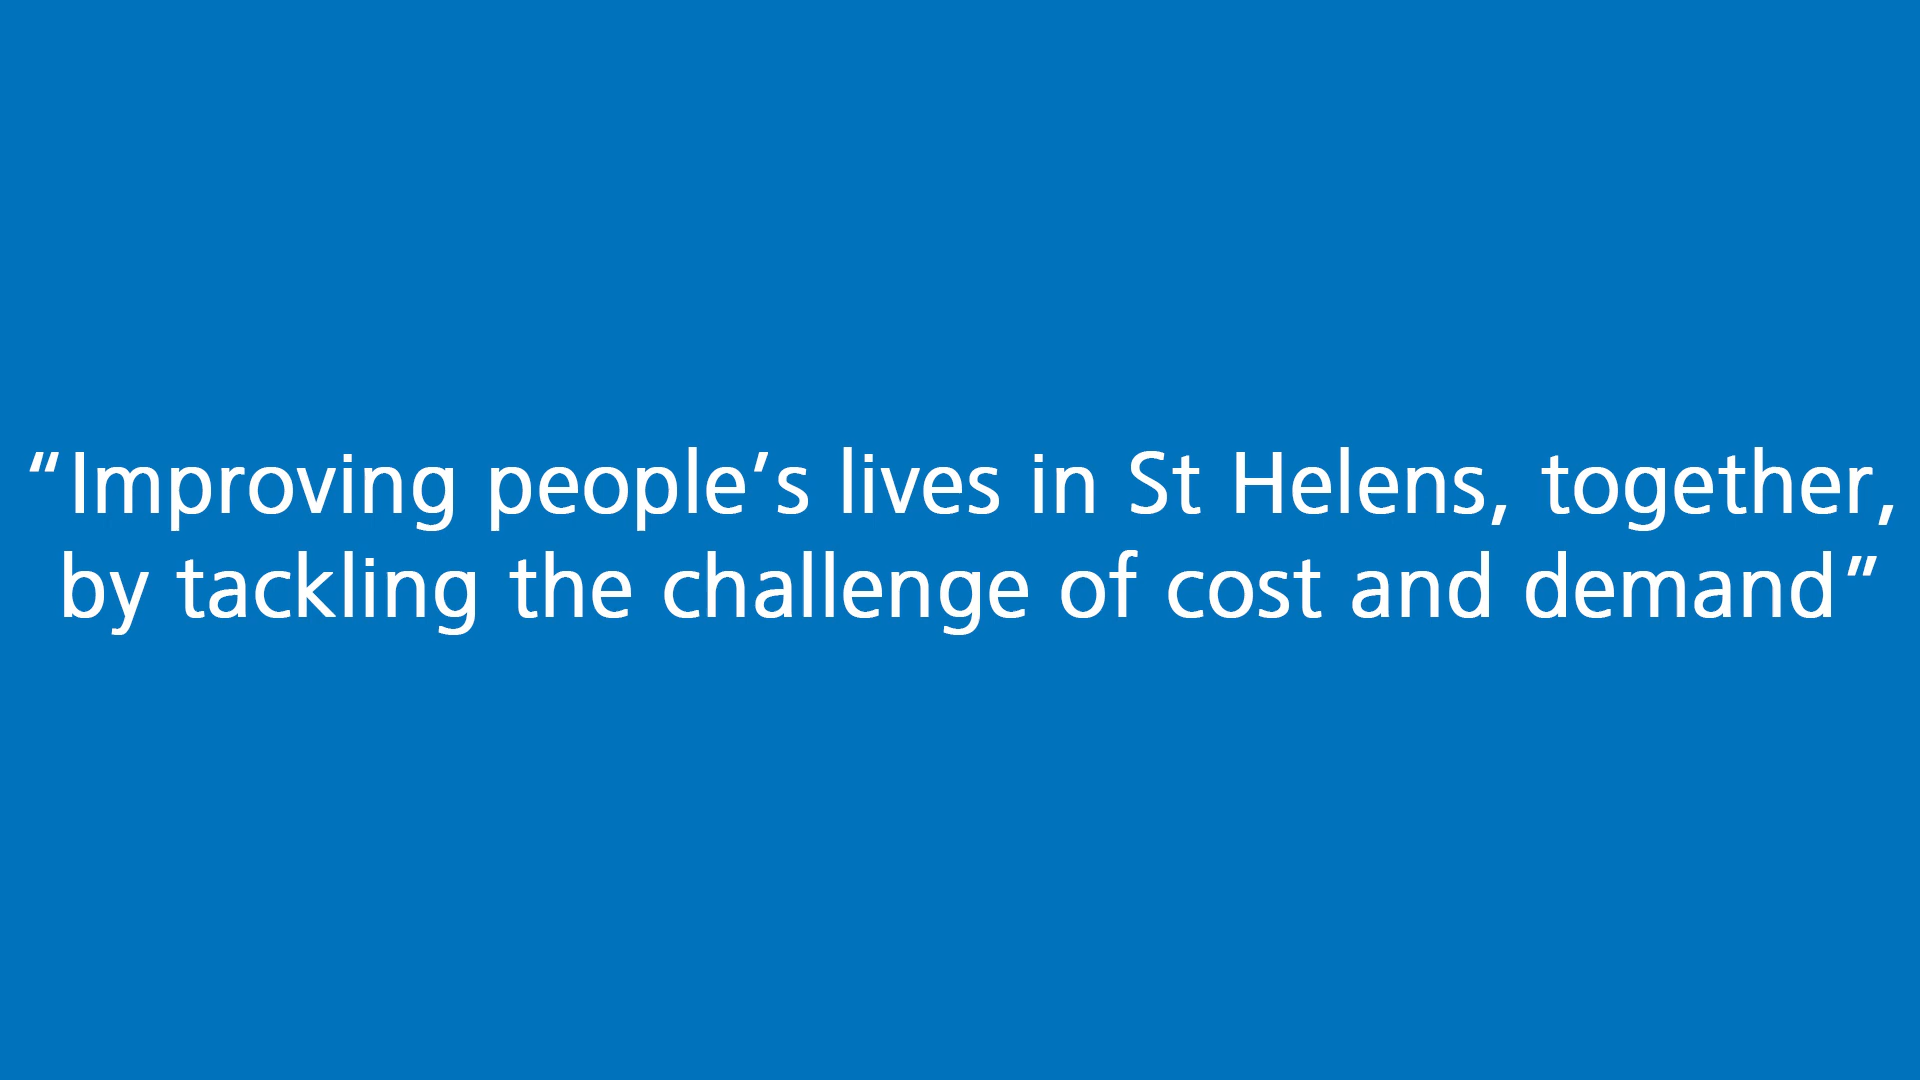 “Improving people’s lives in St Helens, together,
by tackling the challenge of cost and demand”